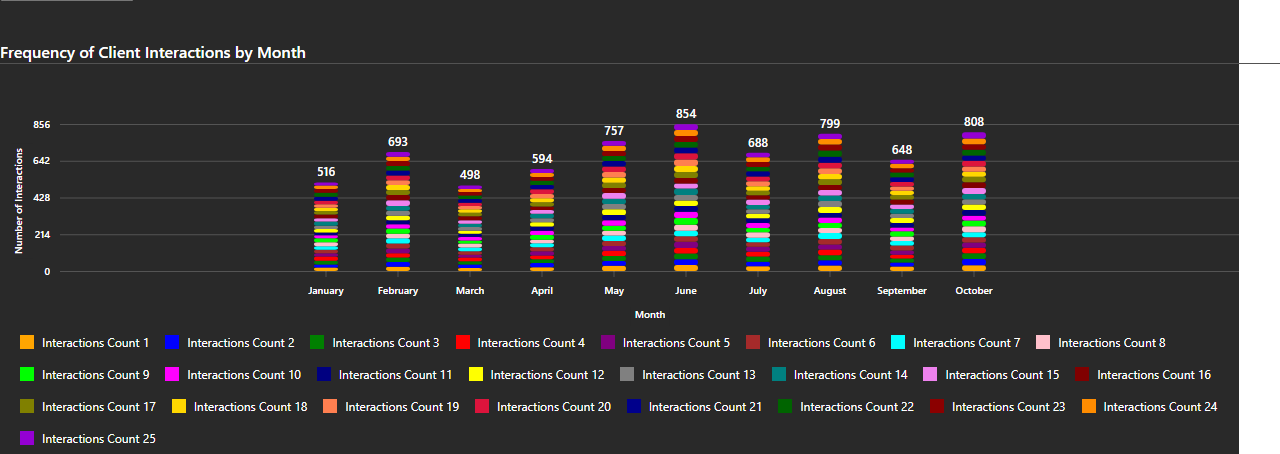 Frequency of Client Interactions by Month
856
642
428
214
0
Number of Interactions
516
693
498
594
757
854
688
799
648
808
January February March April May June July August September October
Month
Interactions Count 1 Interactions Count 2 Interactions Count 3 Interactions Count 4 Interactions Count 5 Interactions Count 6 Interactions Count 7 Interactions Count 8
Interactions Count 9 Interactions Count 10 Interactions Count 11 Interactions Count 12 Interactions Count 13 Interactions Count 14 Interactions Count 15 Interactions Count 16
Interactions Count 17 Interactions Count 18 Interactions Count 19 Interactions Count 20 Interactions Count 21 Interactions Count 22 Interactions Count 23 Interactions Count 24
Interactions Count 25